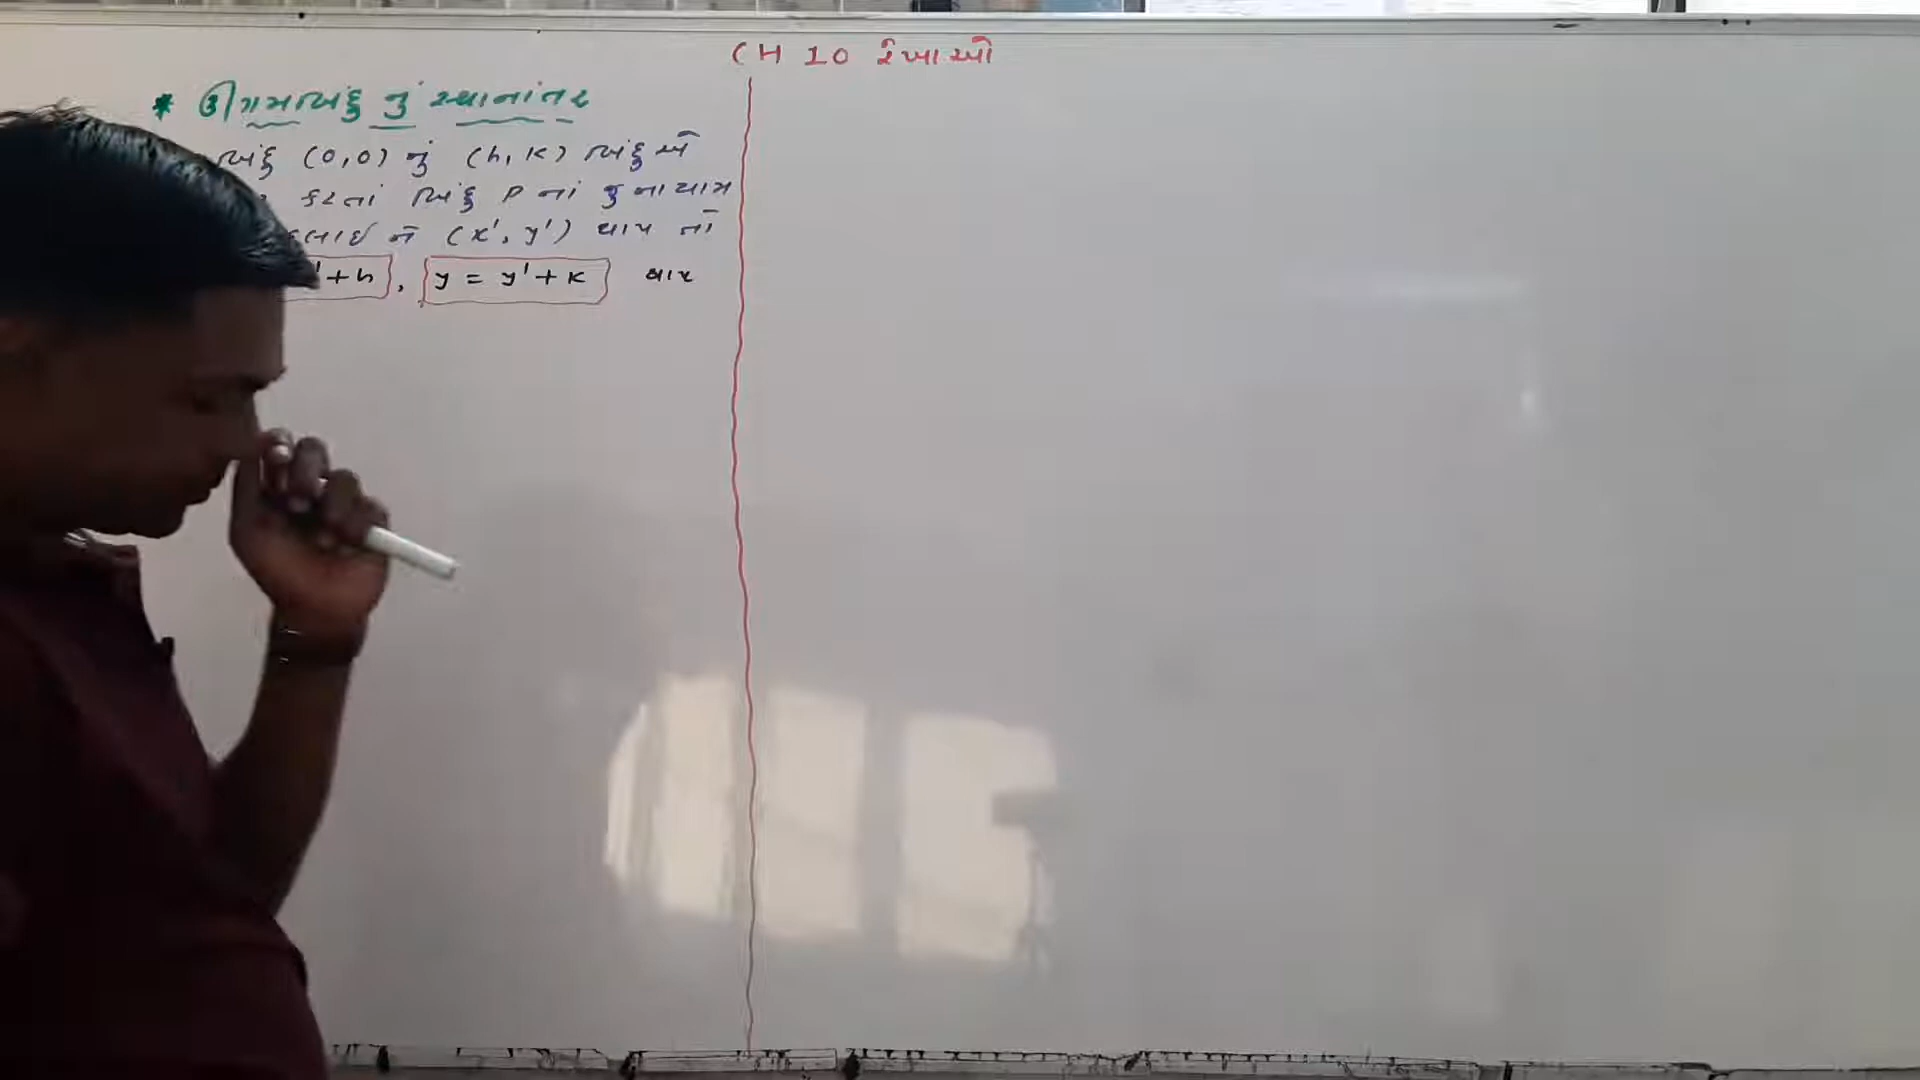 CH 10 રેખાઓ
* ઊગમબિંદુ નું સ્થાનાંતર
બિંદુ (0,0) નું (h, k) બિંદુએ
કરતાં બિંદુ P નાં જુના યામ
ને (x', y') થાય તો
'+h , y = y' + k થાય